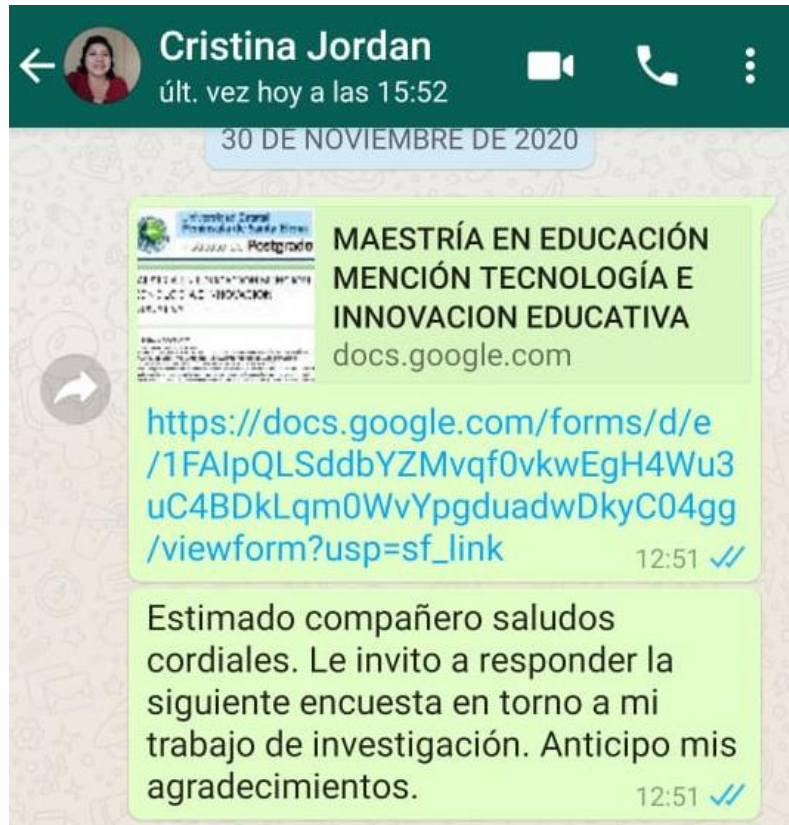 Cristina Jordan
últ. vez hoy a las 15:52
30 DE NOVIEMBRE DE 2020
Postgrado
MAESTRÍA EN EDUCACIÓN
MENCIÓN TECNOLOGÍA E
INNOVACION EDUCATIVA
docs.google.com
https://docs.google.com/forms/d/e
/1FAIpQLSddbYZMvqf0vkwEgH4Wu3
uC4BDkLqm0WvYpgduadwDkyC04gg
/viewform?usp=sf_link
12:51
Estimado compañero saludos
cordiales. Le invito a responder la
siguiente encuesta en torno a mi
trabajo de investigación. Anticipo mis
agradecimientos.
12:51